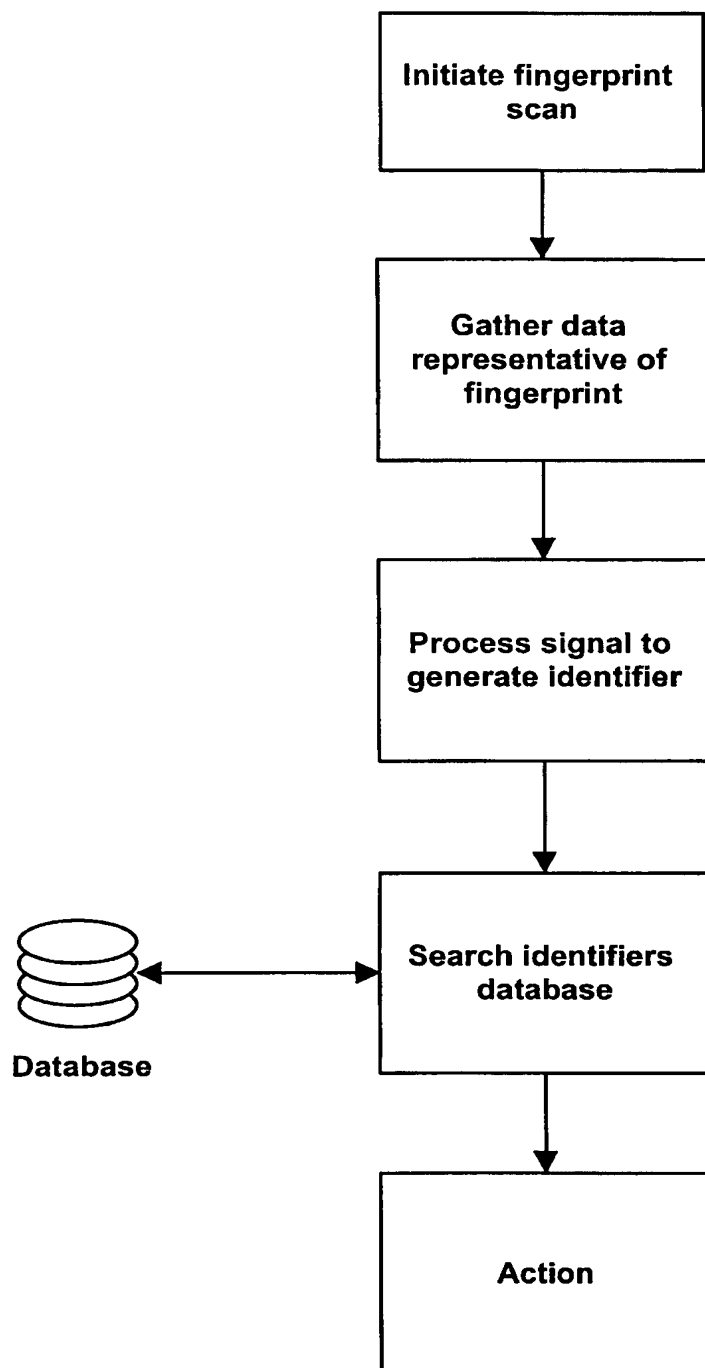 Initiate fingerprint
scan
Gather data
representative of
fingerprint
Process signal to
generate identifier
Search identifiers
database
Database
Action